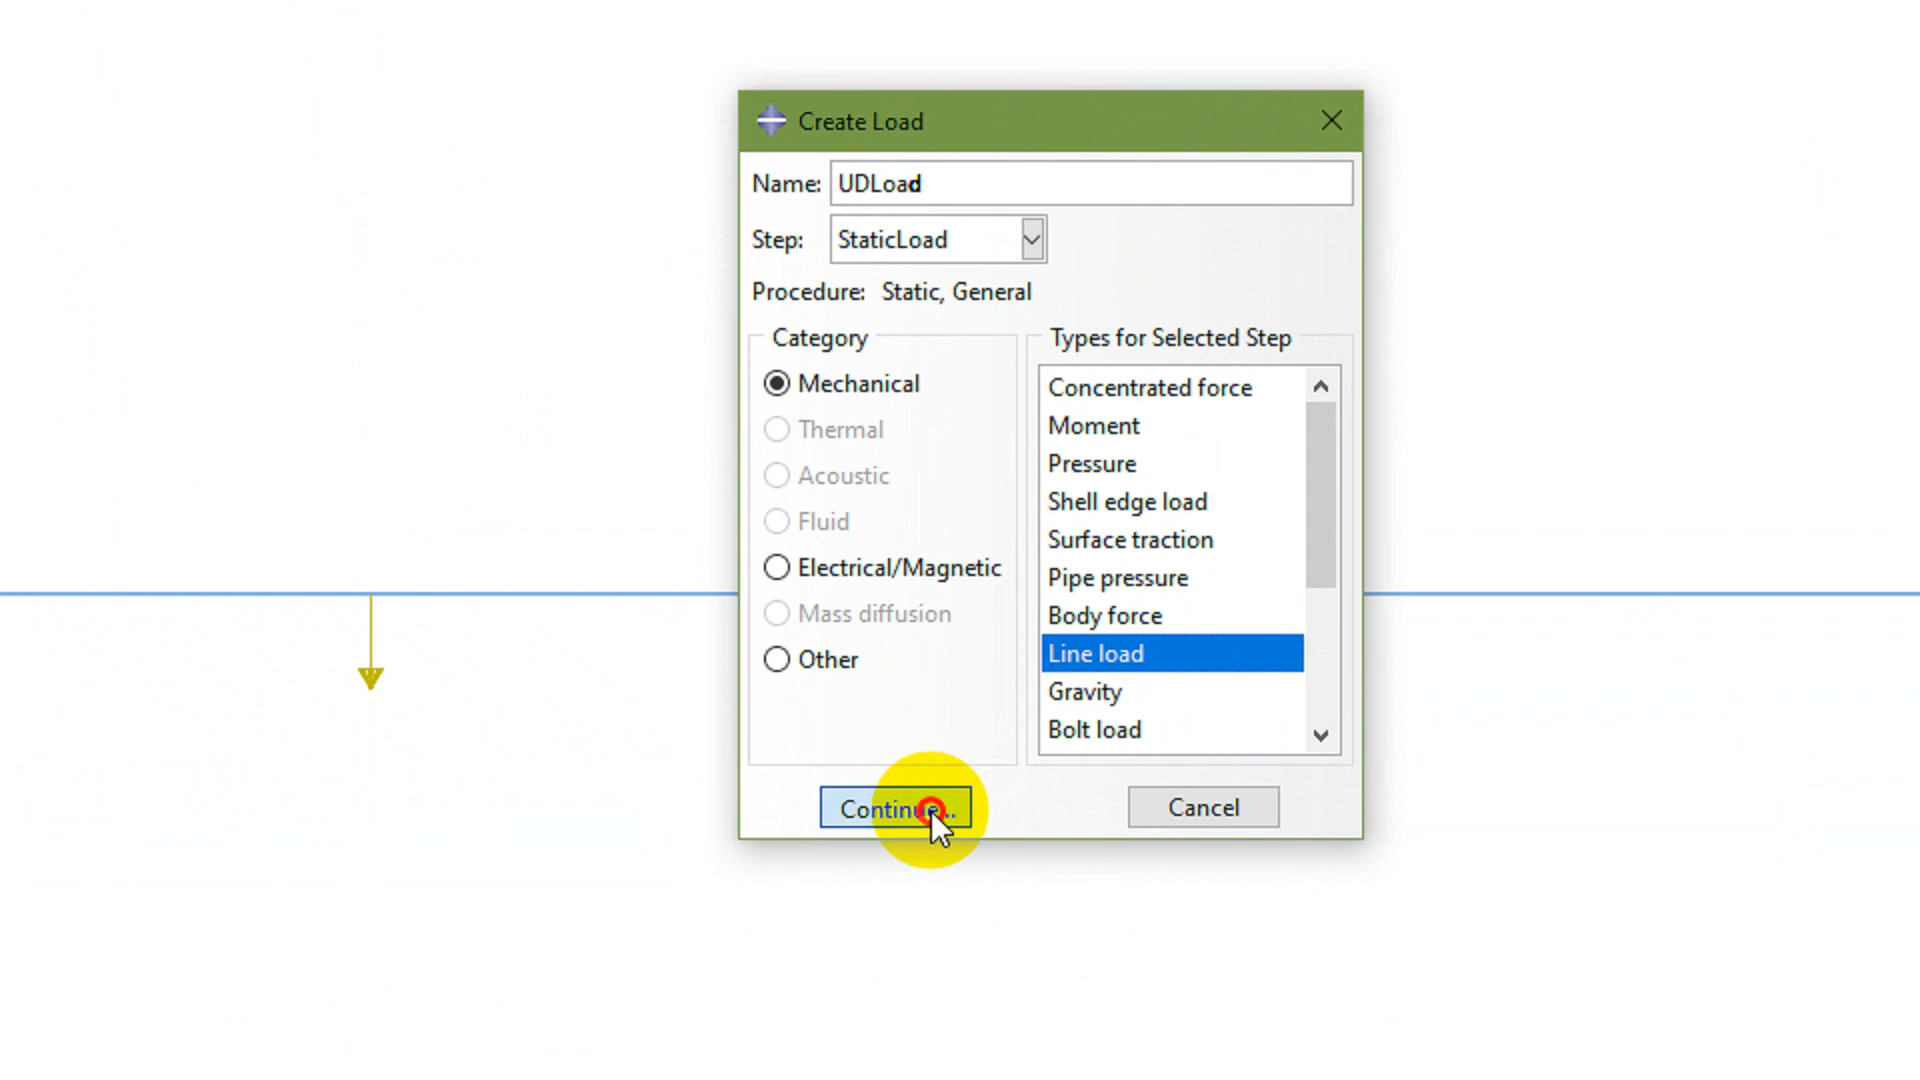 Create Load
Name: UDLoad
Step: StaticLoad
Procedure: Static, General
Category
Mechanical
Thermal
Acoustic
Fluid
Electrical/Magnetic
Mass diffusion
Other
Types for Selected Step
Concentrated force
Moment
Pressure
Shell edge load
Surface traction
Pipe pressure
Body force
Line load
Gravity
Bolt load
Continue...
Cancel